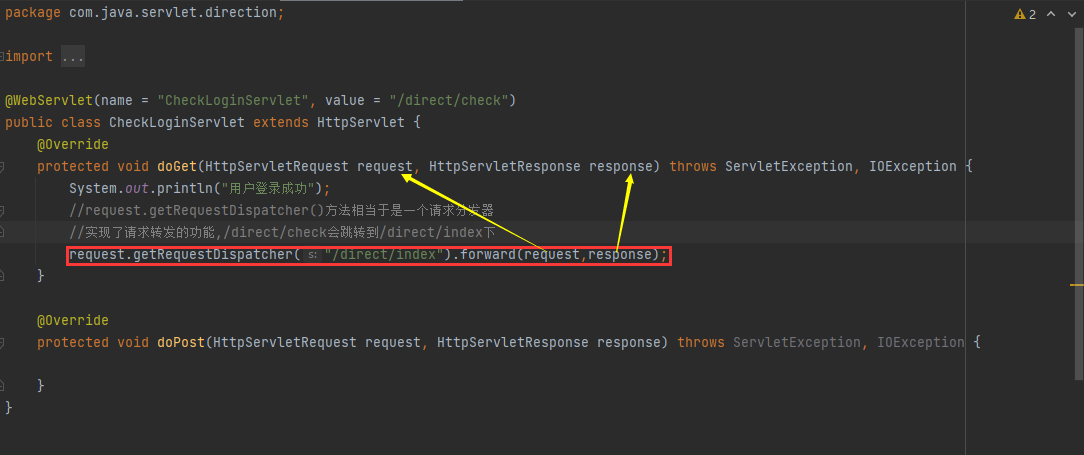 package com.java.servlet.direction;
2
import ...
@WebServlet(name = "CheckLoginServlet", value = "/direct/check")
public class CheckLoginServlet extends HttpServlet {
@Override
protected void doGet(HttpServletRequest request, HttpServletResponse response) throws ServletException, IOException {
System.out.println("用户登录成功");
//request.getRequestDispatcher()方法相当于是一个请求分发器
//实现了请求转发的功能,/direct/check会跳转到/direct/index下
request.getRequestDispatcher( s: "/direct/index").forward(request,response);
}
@Override
protected void doPost(HttpServletRequest request, HttpServletResponse response) throws ServletException, IOException {
}
}